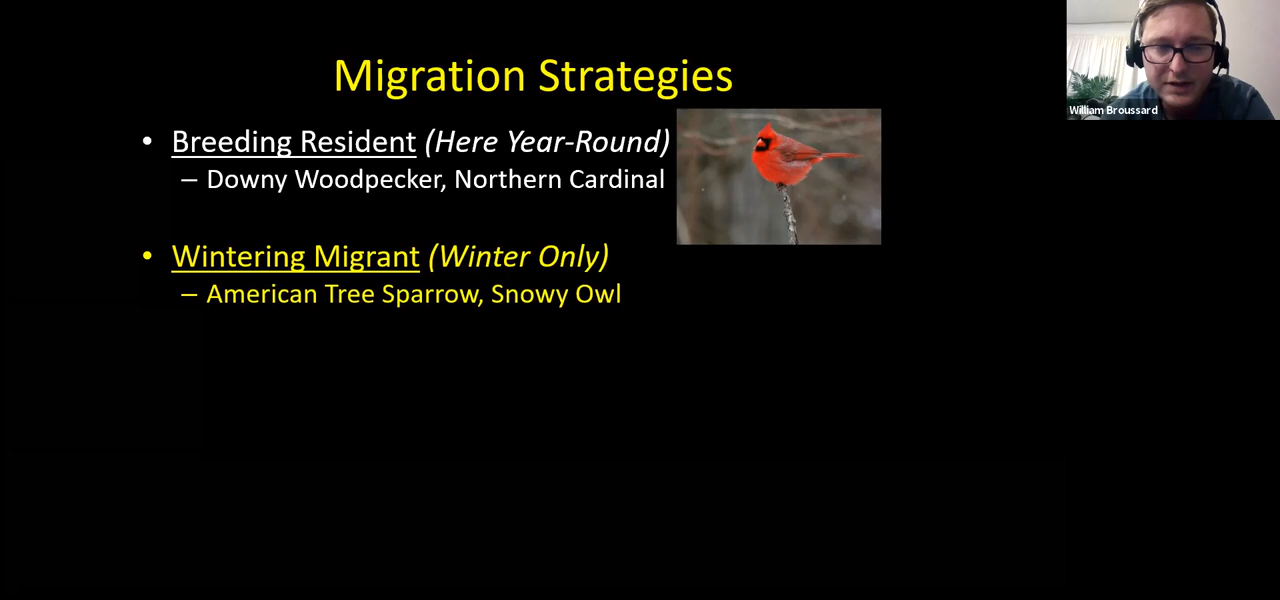 Migration Strategies
William Broussard
• Breeding Resident (Here Year-Round)
– Downy Woodpecker, Northern Cardinal
• Wintering Migrant (Winter Only)
– American Tree Sparrow, Snowy Owl